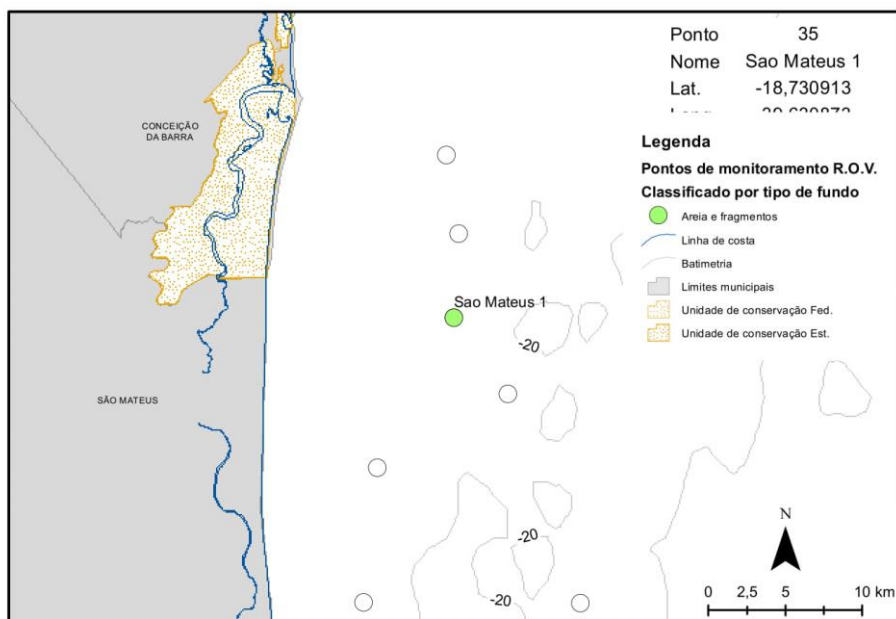 Ponto 35
Nome Sao Mateus 1
Lat. -18,730913
CONCEIÇÃO
DA BARRA
Legenda
Pontos de monitoramento R.O.V.
Classificado por tipo de fundo
Areia e fragmentos
Linha de costa
Batimetria
Limites municipais
Unidade de conservação Fed.
Unidade de conservação Est.
Sao Mateus 1
-20
SÃO MATEUS
-20
-20
N
0 2,5 5 10 km